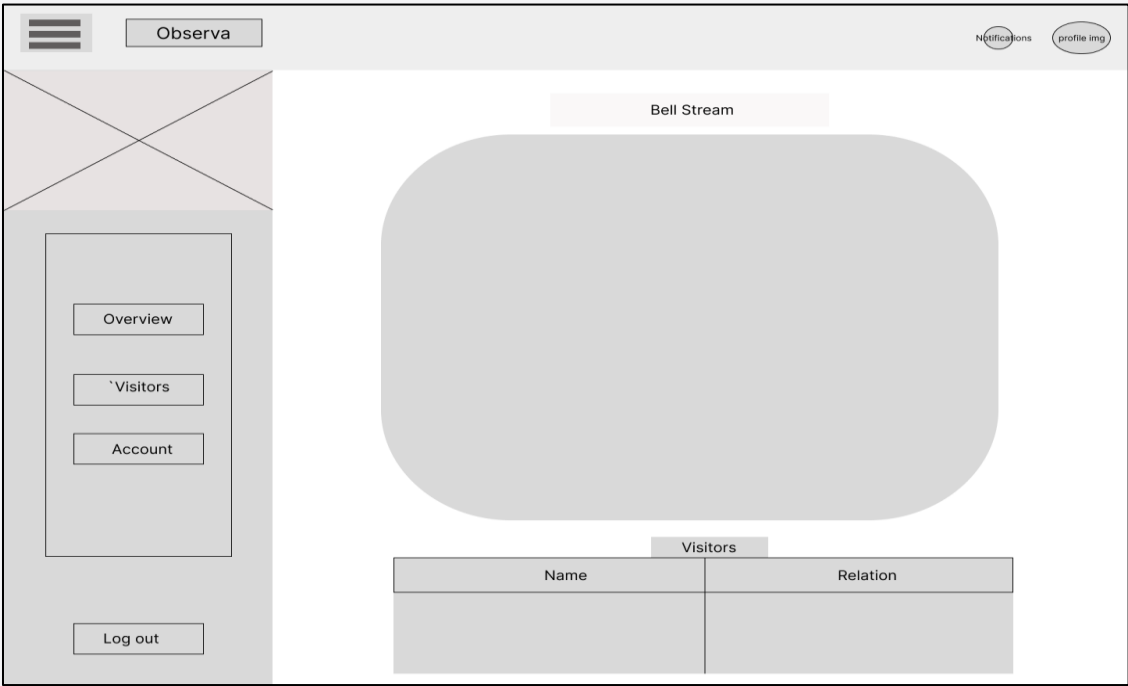 Observa
Notifications
profile img
Bell Stream
Overview
`Visitors
Account
Log out
Visitors
Name
Relation